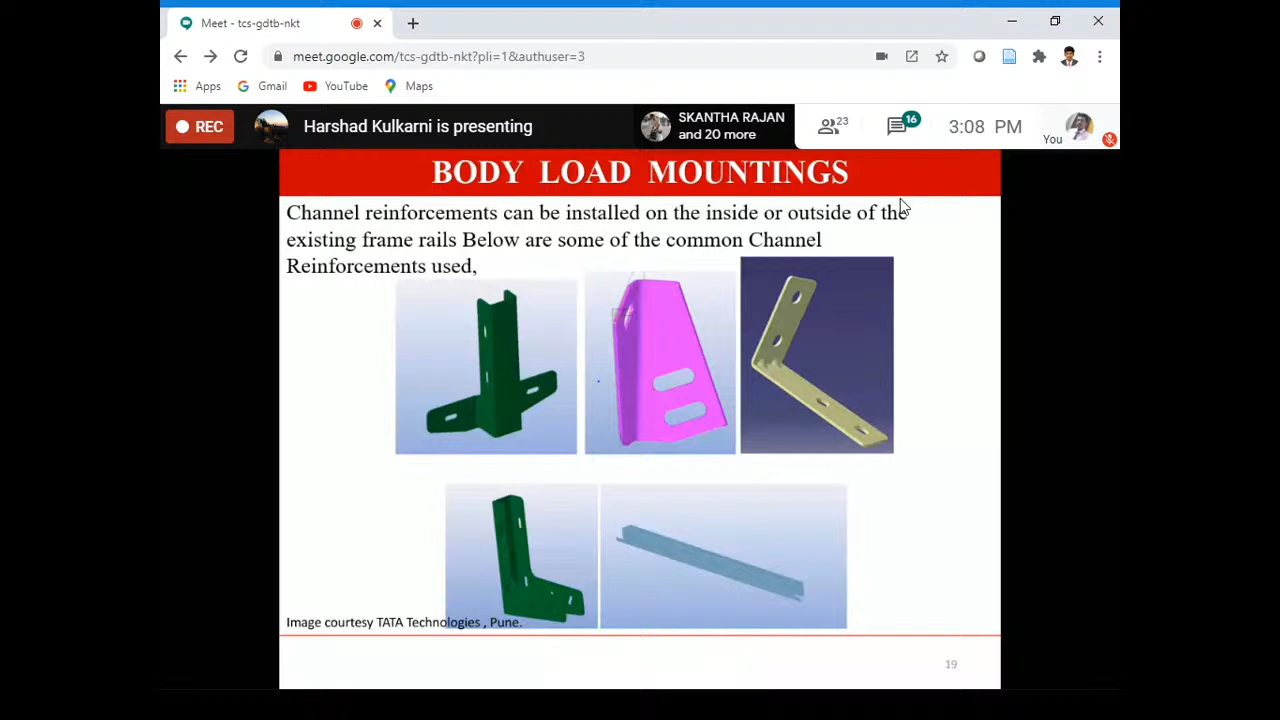 Meet - tcs-gdtb-nkt
meet.google.com/tcs-gdtb-nkt?pli=1&authuser=3
Apps Gmail YouTube Maps
REC Harshad Kulkarni is presenting
SKANTHA RAJAN
and 20 more
23
16
3:08 PM
You
BODY LOAD MOUNTINGS
Channel reinforcements can be installed on the inside or outside of the
existing frame rails Below are some of the common Channel
Reinforcements used,
Image courtesy TATA Technologies , Pune.
19